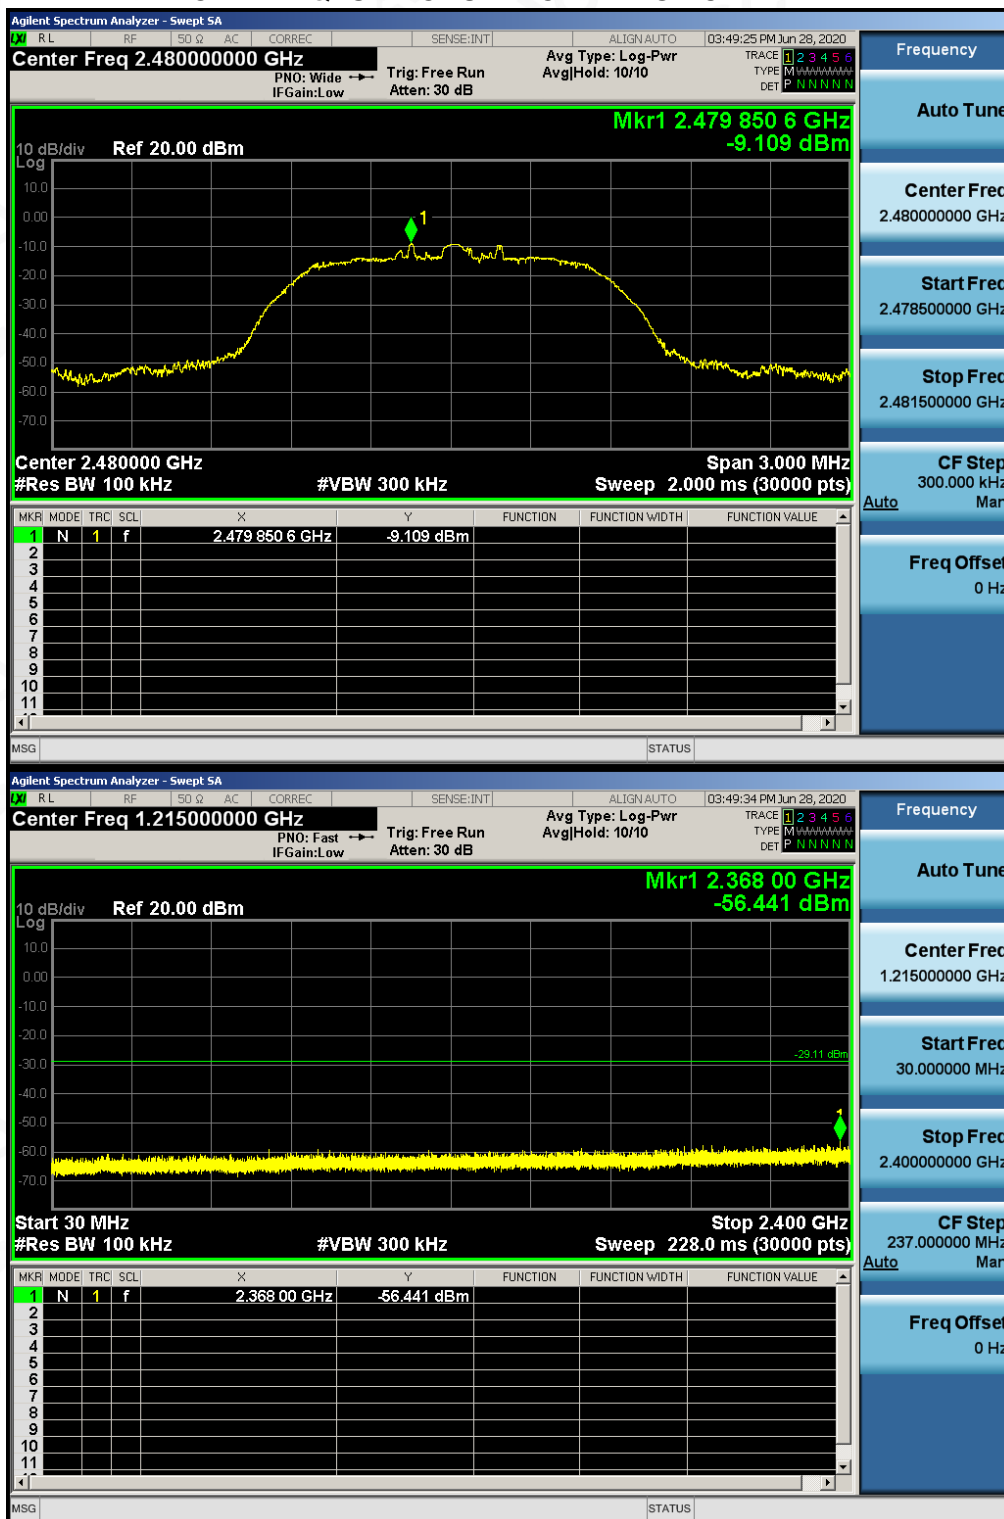 Agilent Spectrum Analyzer - Swept SA
LXI RL RF 50 Ω AC CORREC SENSE:INT ALIGN AUTO 03:49:25 PM Jun 28, 2020
Center Freq 2.480000000 GHz
PNO: Wide
IFGain:Low
Trig: Free Run
Atten: 30 dB
Avg Type: Log-Pwr
Avg|Hold: 10/10
TRACE 1 2 3 4 5 6
TYPE M WWWWW
DET P N N N N N
Mkr1 2.479 850 6 GHz
-9.109 dBm
10 dB/div Ref 20.00 dBm
Log
10.0
0.00
-10.0
-20.0
-30.0
-40.0
-50.0
-60.0
-70.0
1
Center 2.480000 GHz Span 3.000 MHz
#Res BW 100 kHz #VBW 300 kHz Sweep 2.000 ms (30000 pts)
MKR MODE TRC SCL X Y FUNCTION FUNCTION WIDTH FUNCTION VALUE
1 N 1 f 2.479 850 6 GHz -9.109 dBm
2
3
4
5
6
7
8
9
10
11
MSG STATUS
Frequency
Auto Tune
Center Freq
2.480000000 GHz
Start Freq
2.478500000 GHz
Stop Freq
2.481500000 GHz
CF Step
300.000 kHz
Auto Man
Freq Offset
0 Hz
Agilent Spectrum Analyzer - Swept SA
LXI RL RF 50 Ω AC CORREC SENSE:INT ALIGN AUTO 03:49:34 PM Jun 28, 2020
Center Freq 1.215000000 GHz
PNO: Fast
IFGain:Low
Trig: Free Run
Atten: 30 dB
Avg Type: Log-Pwr
Avg|Hold: 10/10
TRACE 1 2 3 4 5 6
TYPE M WWWWW
DET P N N N N N
Mkr1 2.368 00 GHz
-56.441 dBm
10 dB/div Ref 20.00 dBm
Log
10.0
0.00
-10.0
-20.0
-30.0
-40.0
-50.0
-60.0
-70.0
-29.11 dBm
1
Start 30 MHz Stop 2.400 GHz
#Res BW 100 kHz #VBW 300 kHz Sweep 228.0 ms (30000 pts)
MKR MODE TRC SCL X Y FUNCTION FUNCTION WIDTH FUNCTION VALUE
1 N 1 f 2.368 00 GHz -56.441 dBm
2
3
4
5
6
7
8
9
10
11
MSG STATUS
Frequency
Auto Tune
Center Freq
1.215000000 GHz
Start Freq
30.000000 MHz
Stop Freq
2.400000000 GHz
CF Step
237.000000 MHz
Auto Man
Freq Offset
0 Hz